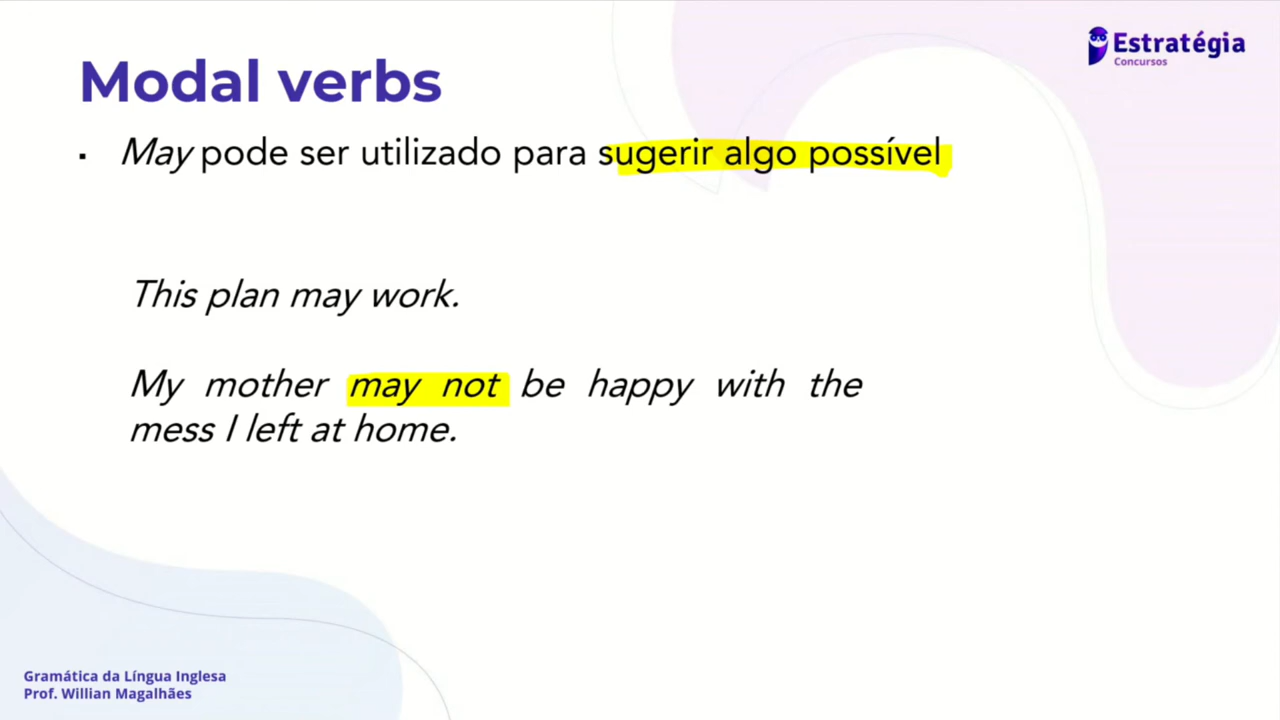 Estratégia
Concursos
Modal verbs
▪ May pode ser utilizado para sugerir algo possível
This plan may work.
My mother may not be happy with the
mess I left at home.
Gramática da Língua Inglesa
Prof. Willian Magalhães